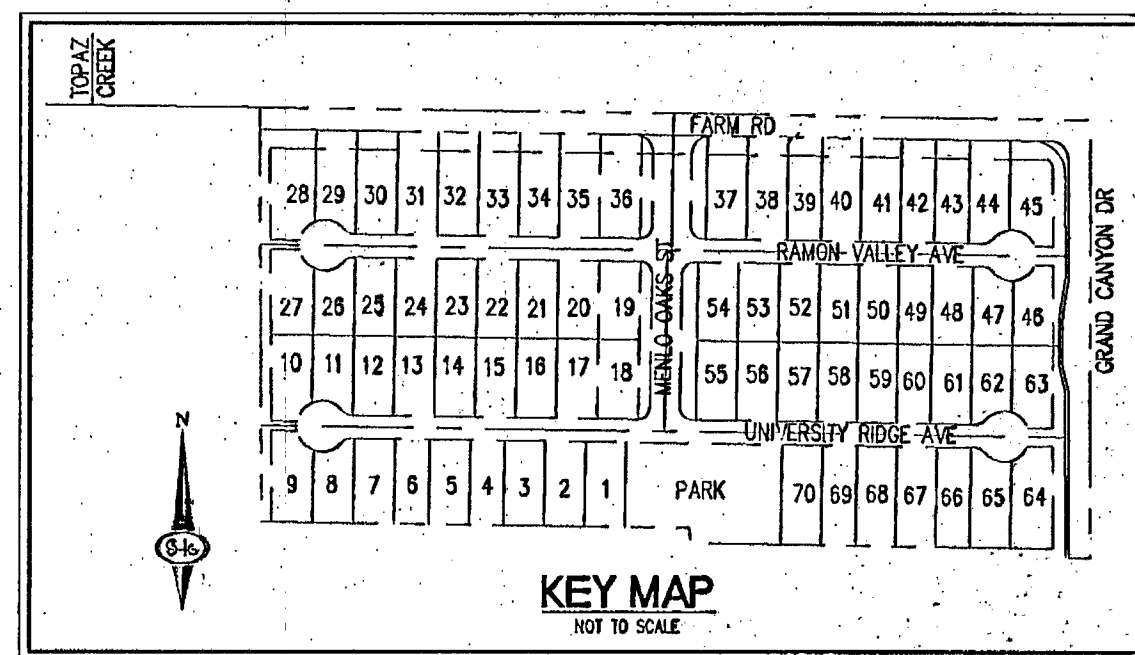 TOPAZ
CREEK
FARM RD
28 29 30 31 32 33 34 35 36 37 38 39 40 41 42 43 44 45
RAMON VALLEY AVE
MENLO OAKS ST
GRAND CANYON DR
27 26 25 24 23 22 21 20 19 54 53 52 51 50 49 48 47 46
10 11 12 13 14 15 16 17 18 55 56 57 58 59 60 61 62 63
UNIVERSITY RIDGE AVE
9 8 7 6 5 4 3 2 1 PARK 70 69 68 67 66 65 64
N
KEY MAP
NOT TO SCALE